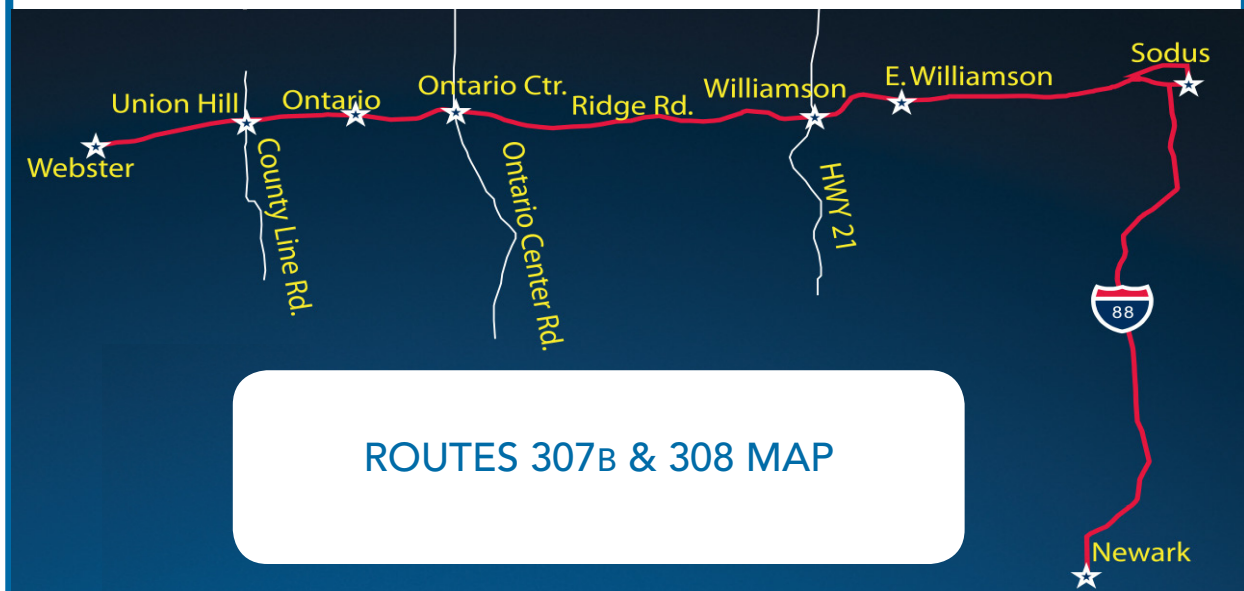 Sodus
E. Williamson
Williamson
Ontario Ctr.
Ridge Rd.
Ontario
Union Hill
Webster
County Line Rd.
Ontario Center Rd.
HWY 21
88
ROUTES 307B & 308 MAP
Newark